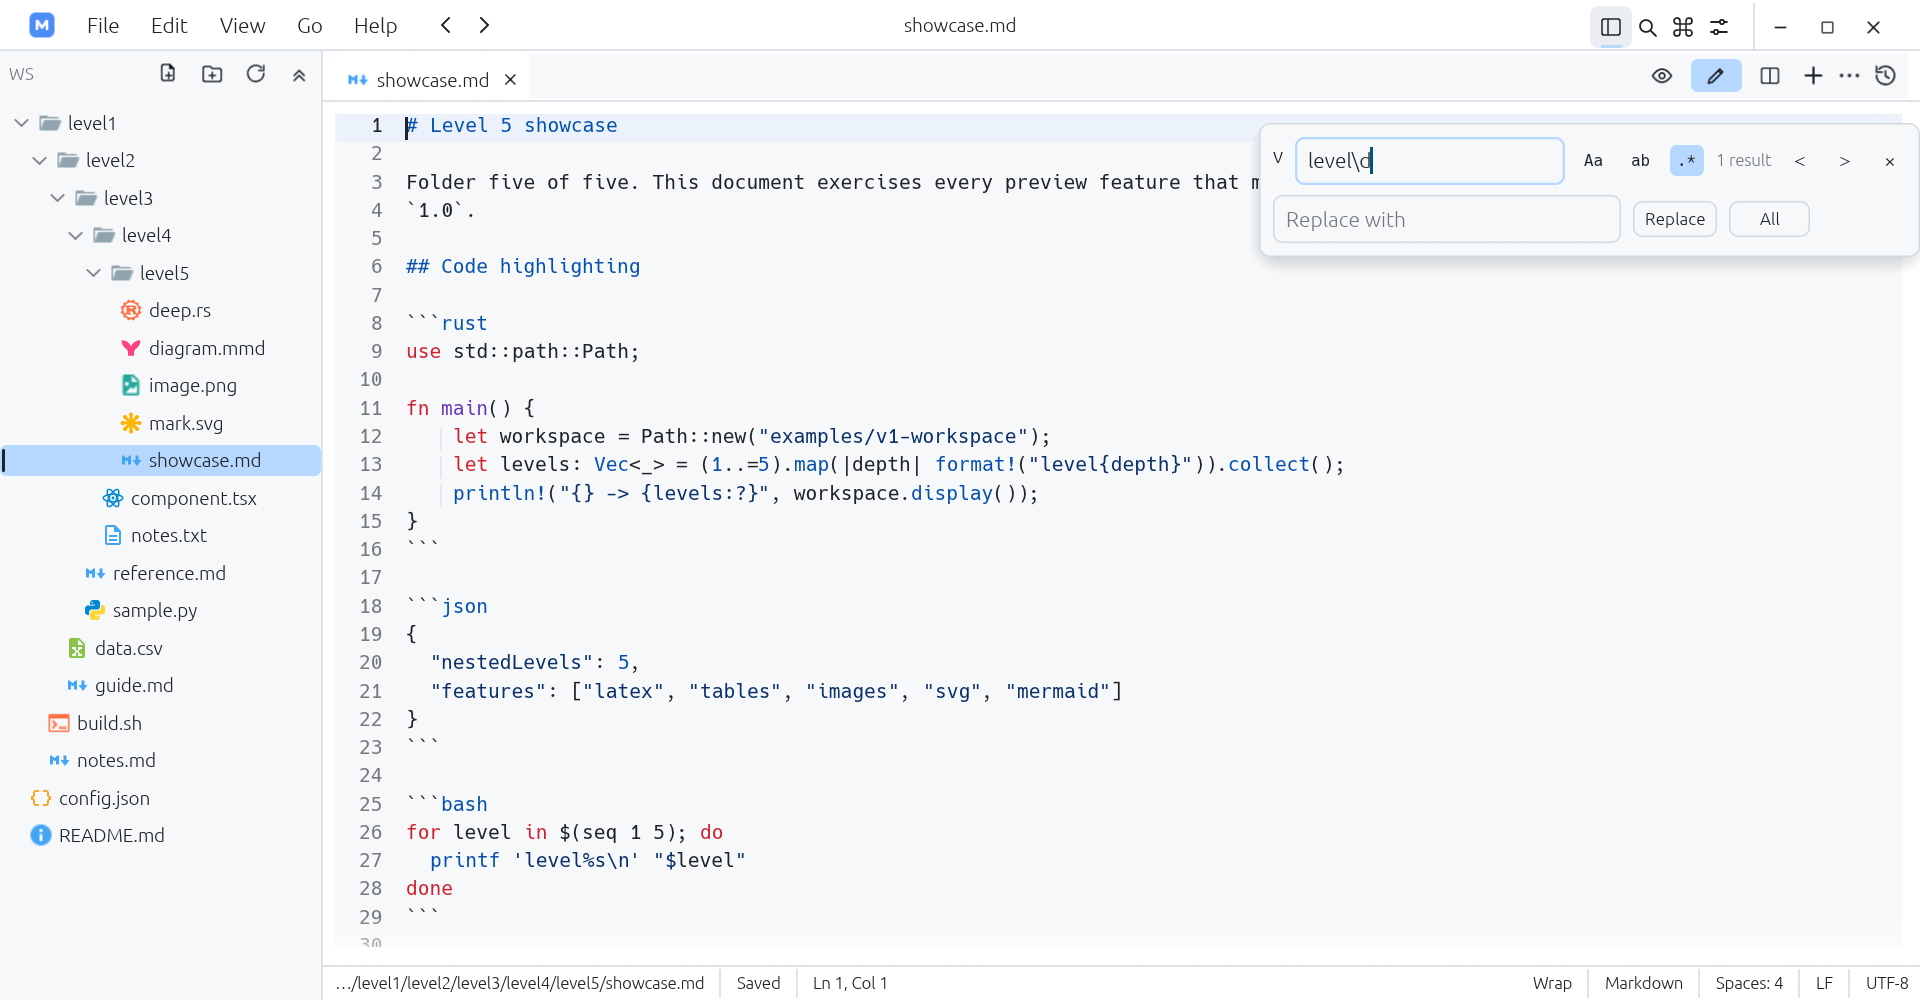 M File Edit View Go Help showcase.md
WS
showcase.md
level1
level2
level3
level4
level5
deep.rs
diagram.mmd
image.png
mark.svg
showcase.md
component.tsx
notes.txt
reference.md
sample.py
data.csv
guide.md
build.sh
notes.md
config.json
README.md
1 # Level 5 showcase
2
3 Folder five of five. This document exercises every preview feature that m
4 `1.0`.
5
6 ## Code highlighting
7
8 ```rust
9 use std::path::Path;
10
11 fn main() {
12 let workspace = Path::new("examples/v1-workspace");
13 let levels: Vec<_> = (1..=5).map(|depth| format!("level{depth}")).collect();
14 println!("{} -> {levels:?}", workspace.display());
15 }
16 ```
17
18 ```json
19 {
20 "nestedLevels": 5,
21 "features": ["latex", "tables", "images", "svg", "mermaid"]
22 }
23 ```
24
25 ```bash
26 for level in $(seq 1 5); do
27 printf 'level%s\n' "$level"
28 done
29 ```
30
V level\d Aa ab .* 1 result < > ×
Replace with Replace All
…/level1/level2/level3/level4/level5/showcase.md Saved Ln 1, Col 1 Wrap Markdown Spaces: 4 LF UTF-8